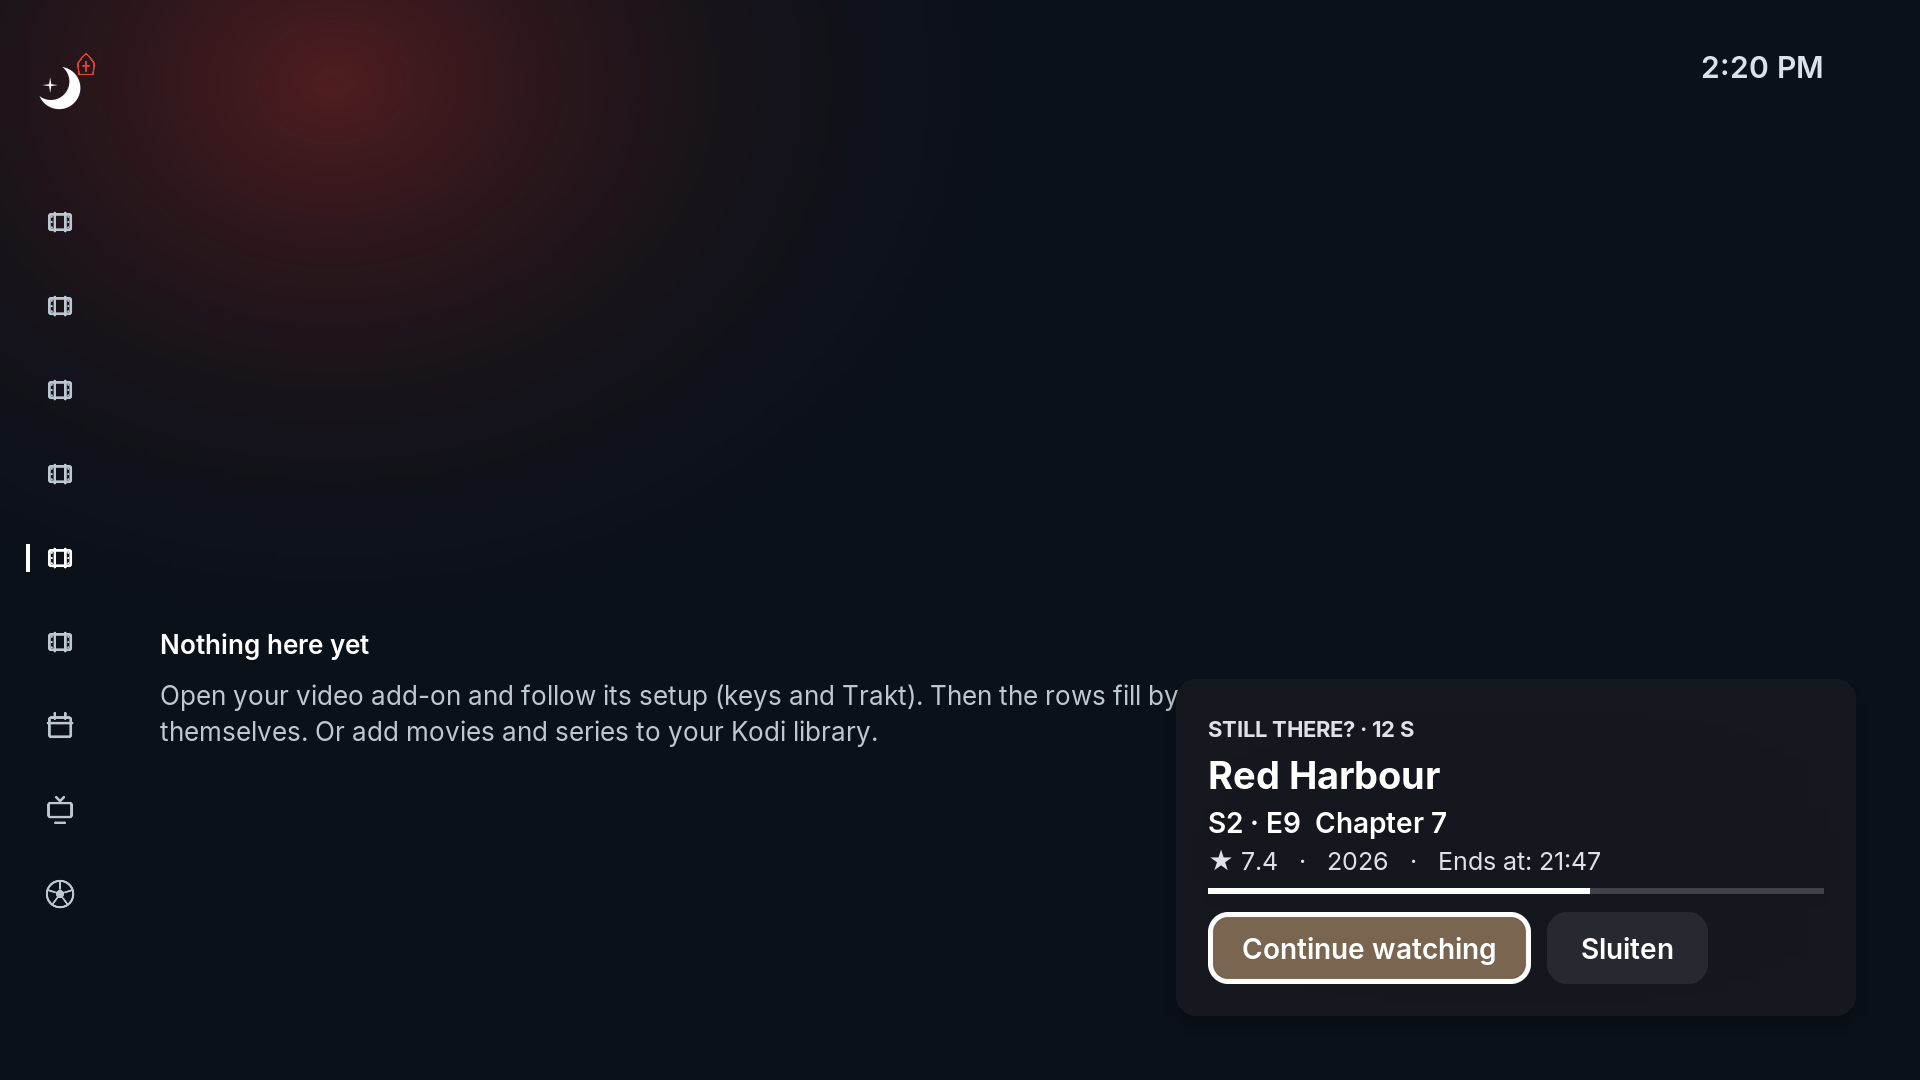 2:20 PM
Nothing here yet
Open your video add-on and follow its setup (keys and Trakt). Then the rows fill by
themselves. Or add movies and series to your Kodi library.
STILL THERE? · 12 S
Red Harbour
S2 · E9 Chapter 7
★ 7.4 · 2026 · Ends at: 21:47
Continue watching
Sluiten